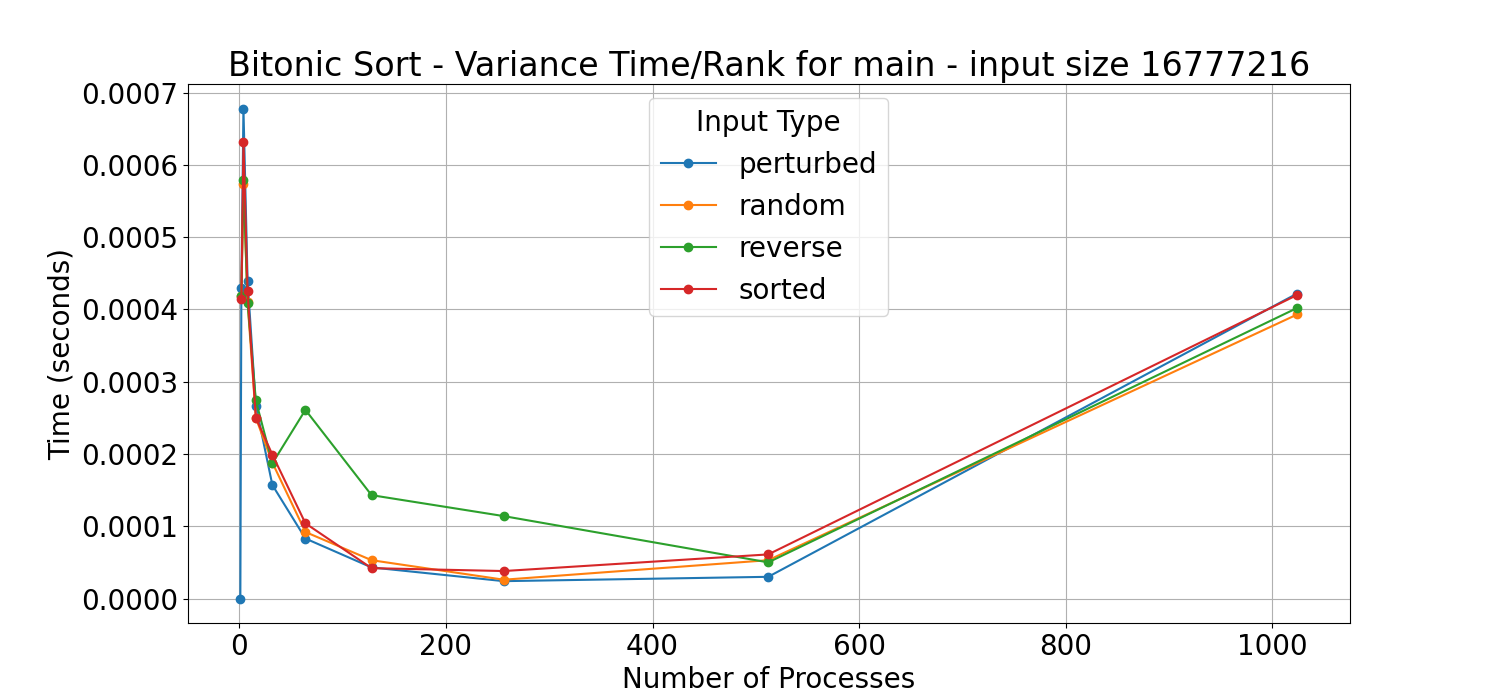 Bitonic Sort - Variance Time/Rank for main - input size 16777216
Time (seconds)
0.0007
0.0006
0.0005
0.0004
0.0003
0.0002
0.0001
0.0000
Input Type
perturbed
random
reverse
sorted
0 200 400 600 800 1000
Number of Processes